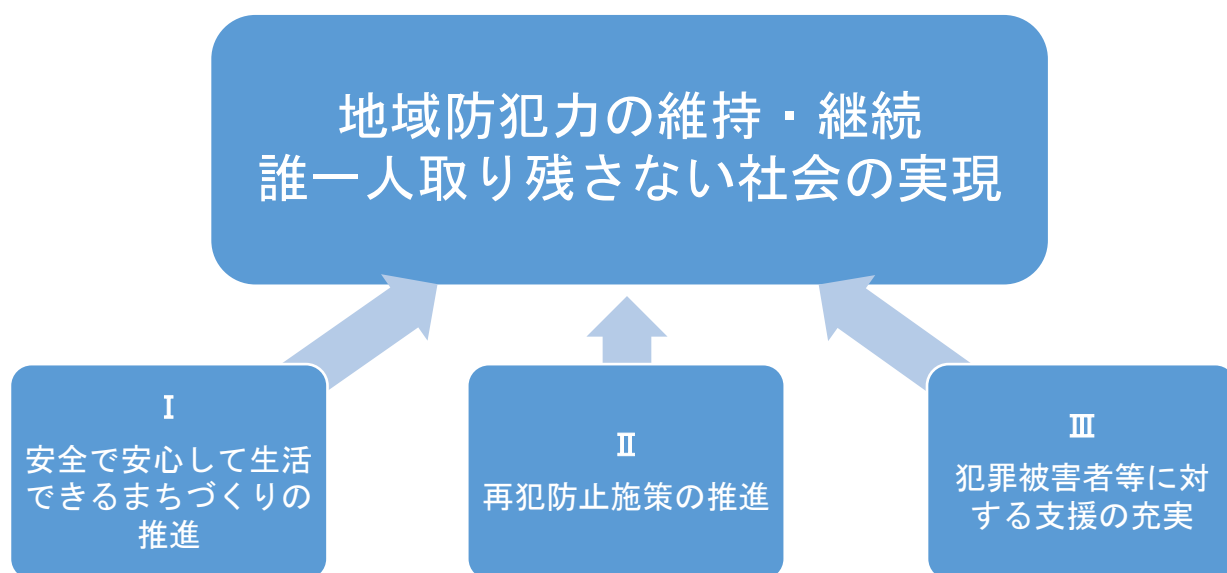 地域防犯力の維持・継続
誰一人取り残さない社会の実現
Ⅰ
安全で安心して生活
できるまちづくりの
推進
Ⅱ
再犯防止施策の推進
Ⅲ
犯罪被害者等に対
する支援の充実